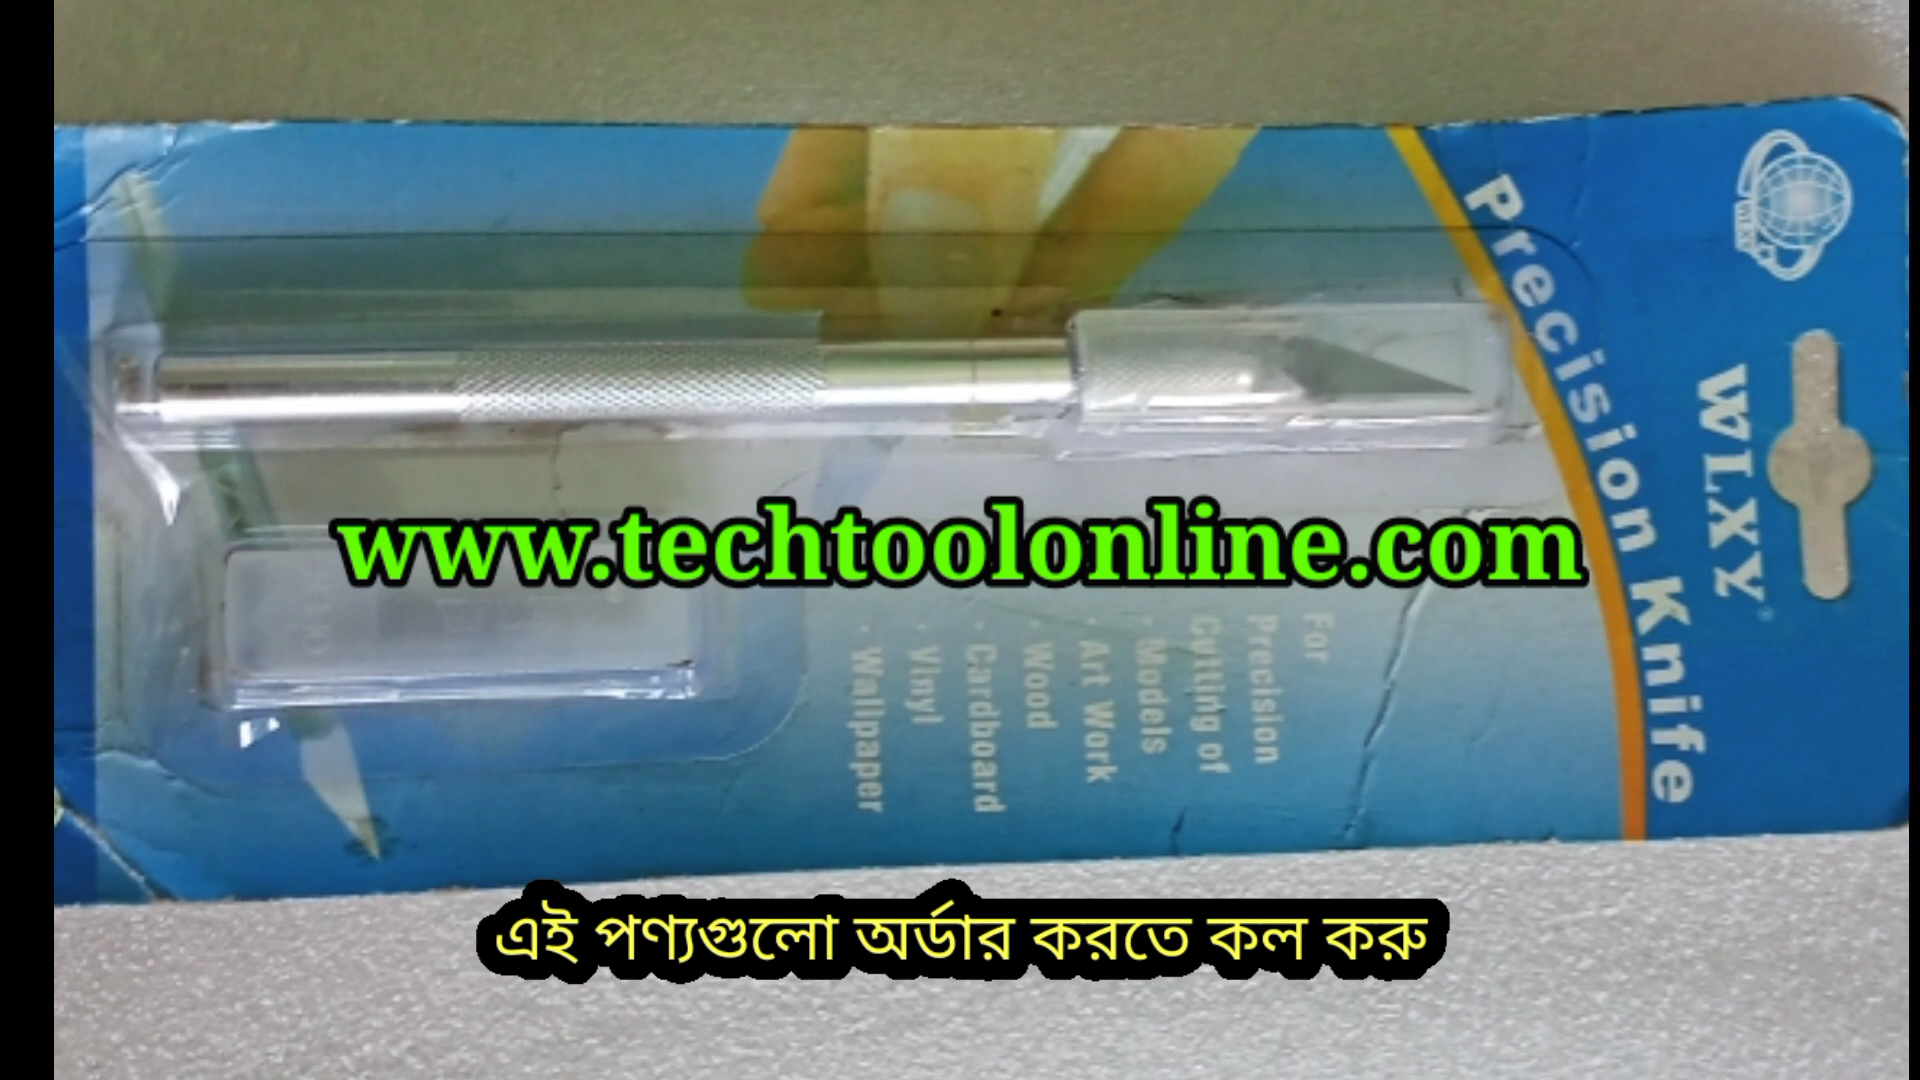 WLXY
WLXY
Precision Knife
For
Precision
Cutting of
· Models
· Art Work
· Wood
· Cardboard
· Vinyl
· Wallpaper
www.techtoolonline.com
এই পণ্যগুলো অর্ডার করতে কল করু